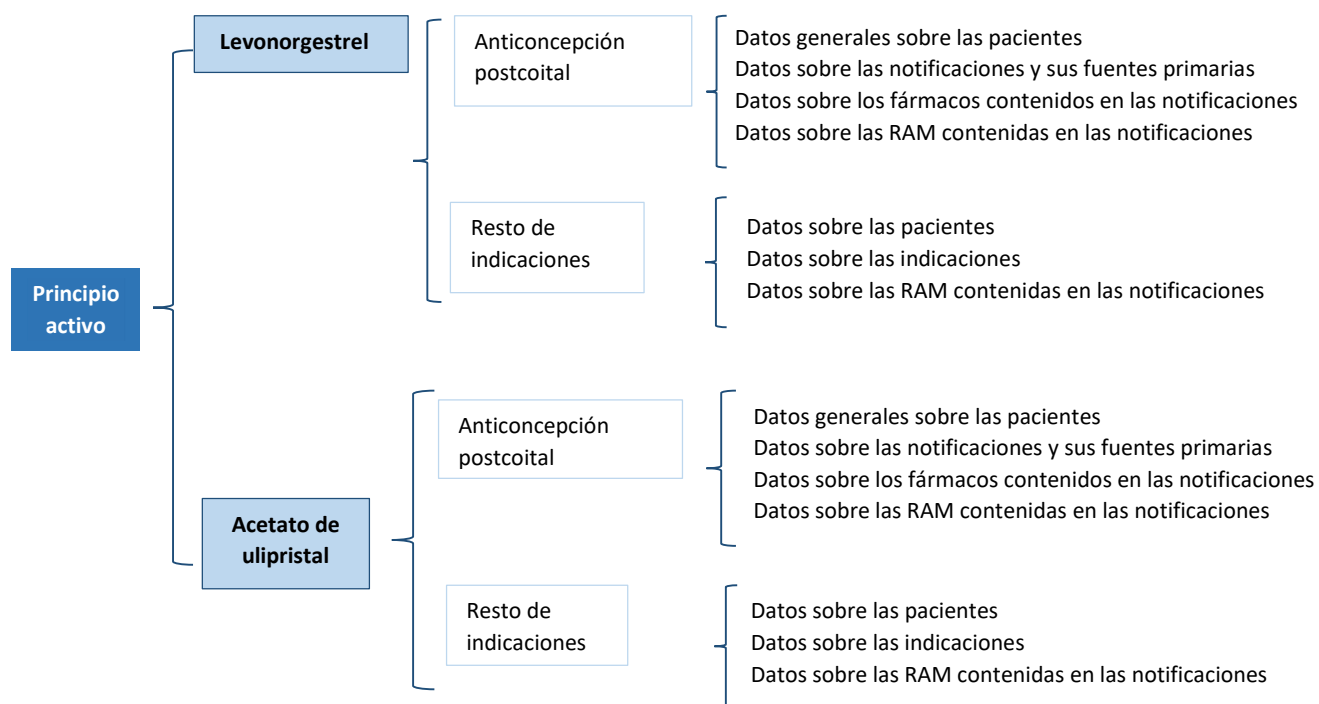 Principio
activo
Levonorgestrel
Anticoncepción
postcoital
Datos generales sobre las pacientes
Datos sobre las notificaciones y sus fuentes primarias
Datos sobre los fármacos contenidos en las notificaciones
Datos sobre las RAM contenidas en las notificaciones
Resto de
indicaciones
Datos sobre las pacientes
Datos sobre las indicaciones
Datos sobre las RAM contenidas en las notificaciones
Acetato de
ulipristal
Anticoncepción
postcoital
Datos generales sobre las pacientes
Datos sobre las notificaciones y sus fuentes primarias
Datos sobre los fármacos contenidos en las notificaciones
Datos sobre las RAM contenidas en las notificaciones
Resto de
indicaciones
Datos sobre las pacientes
Datos sobre las indicaciones
Datos sobre las RAM contenidas en las notificaciones